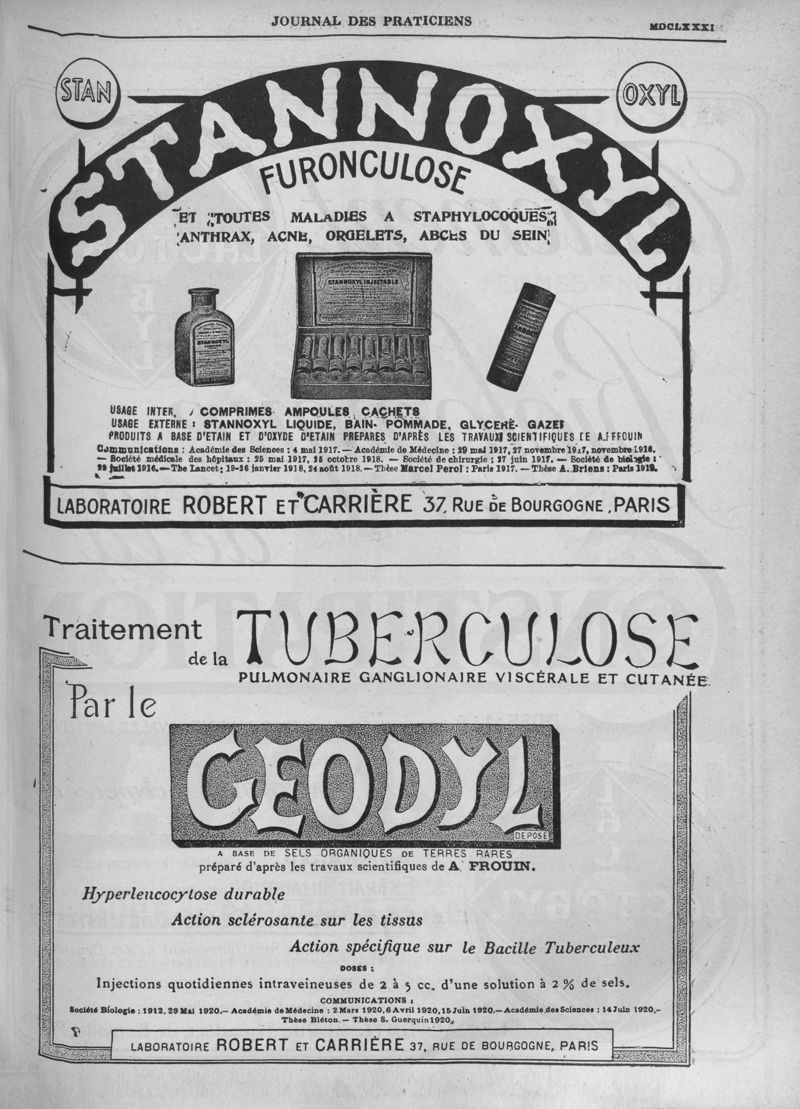 JOURNAL DES PRATICIENS
MDCLXXXI
STAN
OXYL
STANNOXYL
FURONCULOSE
ET TOUTES MALADIES A STAPHYLOCOQUES
ANTHRAX, ACNE, ORGELETS, ABCES DU SEIN
STANNOXYL INJECTABLE
STANNOXYL
USAGE INTER. COMPRIMES AMPOULES CACHETS
USAGE EXTERNE : STANNOXYL LIQUIDE, BAIN- POMMADE, GLYCERÉ- GAZE
PRODUITS A BASE D'ETAIN ET D'OXYDE D'ETAIN PREPARES D'APRÈS LES TRAVAUX SCIENTIFIQUES DE A.
Communications : Académie des Sciences : 4 mai 1917. — Académie de Médecine : 29 mai 1917, 27 novembre 1917, novembre 1918.
— Société médicale des hôpitaux : 25 mai 1917, 25 octobre 1918. — Société de chirurgie ; 27 juin 1917. — Société de biologie :
juillet 1916. — The Lancet : 19-26 janvier 1918, 24 août 1918. — Thèse Marcel Perol : Paris 1917. — Thèse A. Briens : Paris 1919.
LABORATOIRE ROBERT ET CARRIÈRE 37, RUE DE BOURGOGNE, PARIS
Traitement
de la TUBERCULOSE
PULMONAIRE GANGLIONAIRE VISCÉRALE ET CUTANÉE
Par le
GEODYL
DEPOSÉ
A BASE DE SELS ORGANIQUES DE TERRES RARES
préparé d'après les travaux scientifiques de A. FROUIN.
Hyperleucocytose durable
Action sclérosante sur les tissus
Action spécifique sur le Bacille Tuberculeux
DOSES :
Injections quotidiennes intraveineuses de 2 à 5 cc. d'une solution à 2 % de sels.
COMMUNICATIONS :
Société Biologie : 1912, 29 Mai 1920.— Académie de Médecine : 2 Mars 1920, 6 Avril 1920, 15 Juin 1920.— Académie des Sciences : 14 Juin 1920.—
Thèse Bléton. — Thèse S. Guerquin 1920.
LABORATOIRE ROBERT ET CARRIÈRE 37, RUE DE BOURGOGNE, PARIS